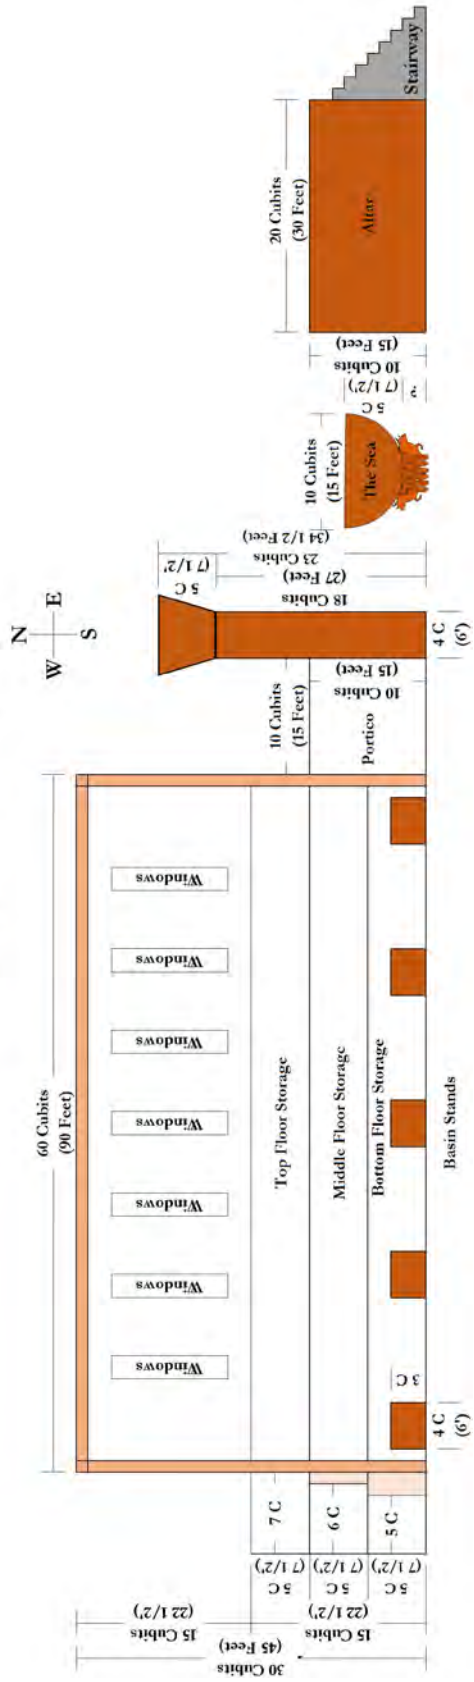 30 Cubits
(45 Feet)
15 Cubits
(22 1/2')
15 Cubits
(22 1/2')
5 C
(7 1/2')
5 C
(7 1/2')
5 C
(7 1/2')
7 C
6 C
5 C
60 Cubits
(90 Feet)
Windows
Windows
Windows
Windows
Windows
Windows
Windows
Top Floor Storage
Middle Floor Storage
Bottom Floor Storage
3 C
4 C
(6')
Basin Stands
N
W
E
S
10 Cubits
(15 Feet)
Portico
10 Cubits
(15 Feet)
5 C
(7 1/2'
18 Cubits
(27 Feet)
23 Cubits
(34 1/2 Feet)
4 C
(6')
10 Cubits
(15 Feet)
The Sea
5 C
(7 1/2')
?
10 Cubits
(15 Feet)
20 Cubits
(30 Feet)
Altar
Stairway